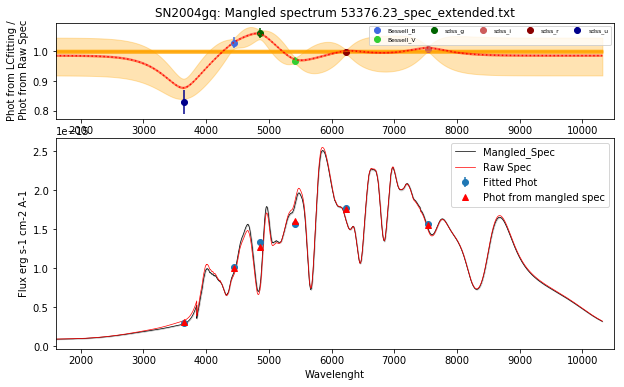 SN2004gq: Mangled spectrum 53376.23_spec_extended.txt
Phot from LCfitting /
Phot from Raw Spec
1.0
0.9
0.8
Bessell_B
Bessell_V
sdss_g
sdss_i
sdss_r
sdss_u
2000 3000 4000 5000 6000 7000 8000 9000 10000
Flux erg s-1 cm-2 A-1
2.5
2.0
1.5
1.0
0.5
0.0
Mangled_Spec
Raw Spec
Fitted Phot
Phot from mangled spec
2000 3000 4000 5000 6000 7000 8000 9000 10000
Wavelenght